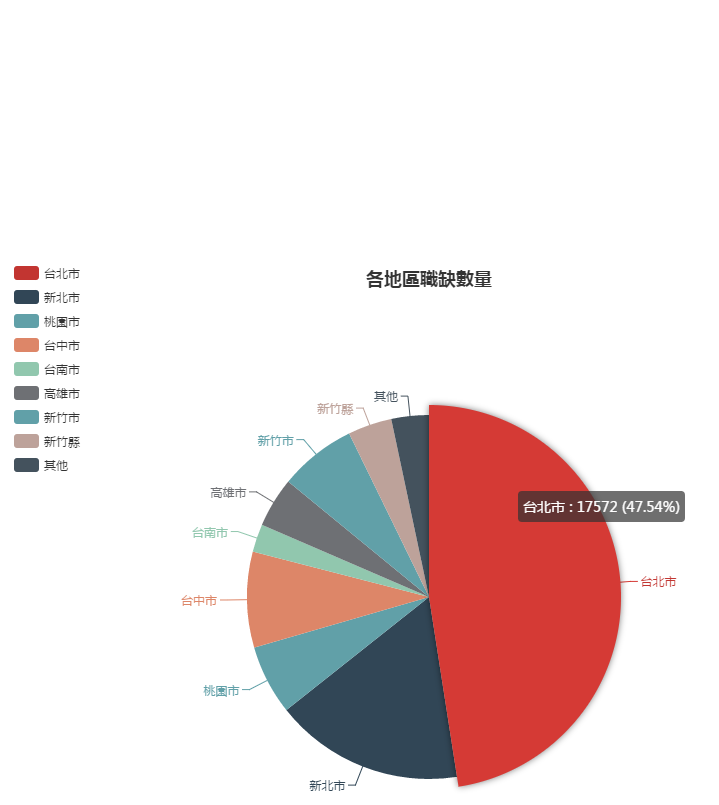 各地區職缺數量
台北市
新北市
桃園市
台中市
台南市
高雄市
新竹市
新竹縣
其他
其他
新竹縣
新竹市
高雄市
台南市
台中市
桃園市
新北市
台北市 : 17572 (47.54%)
台北市